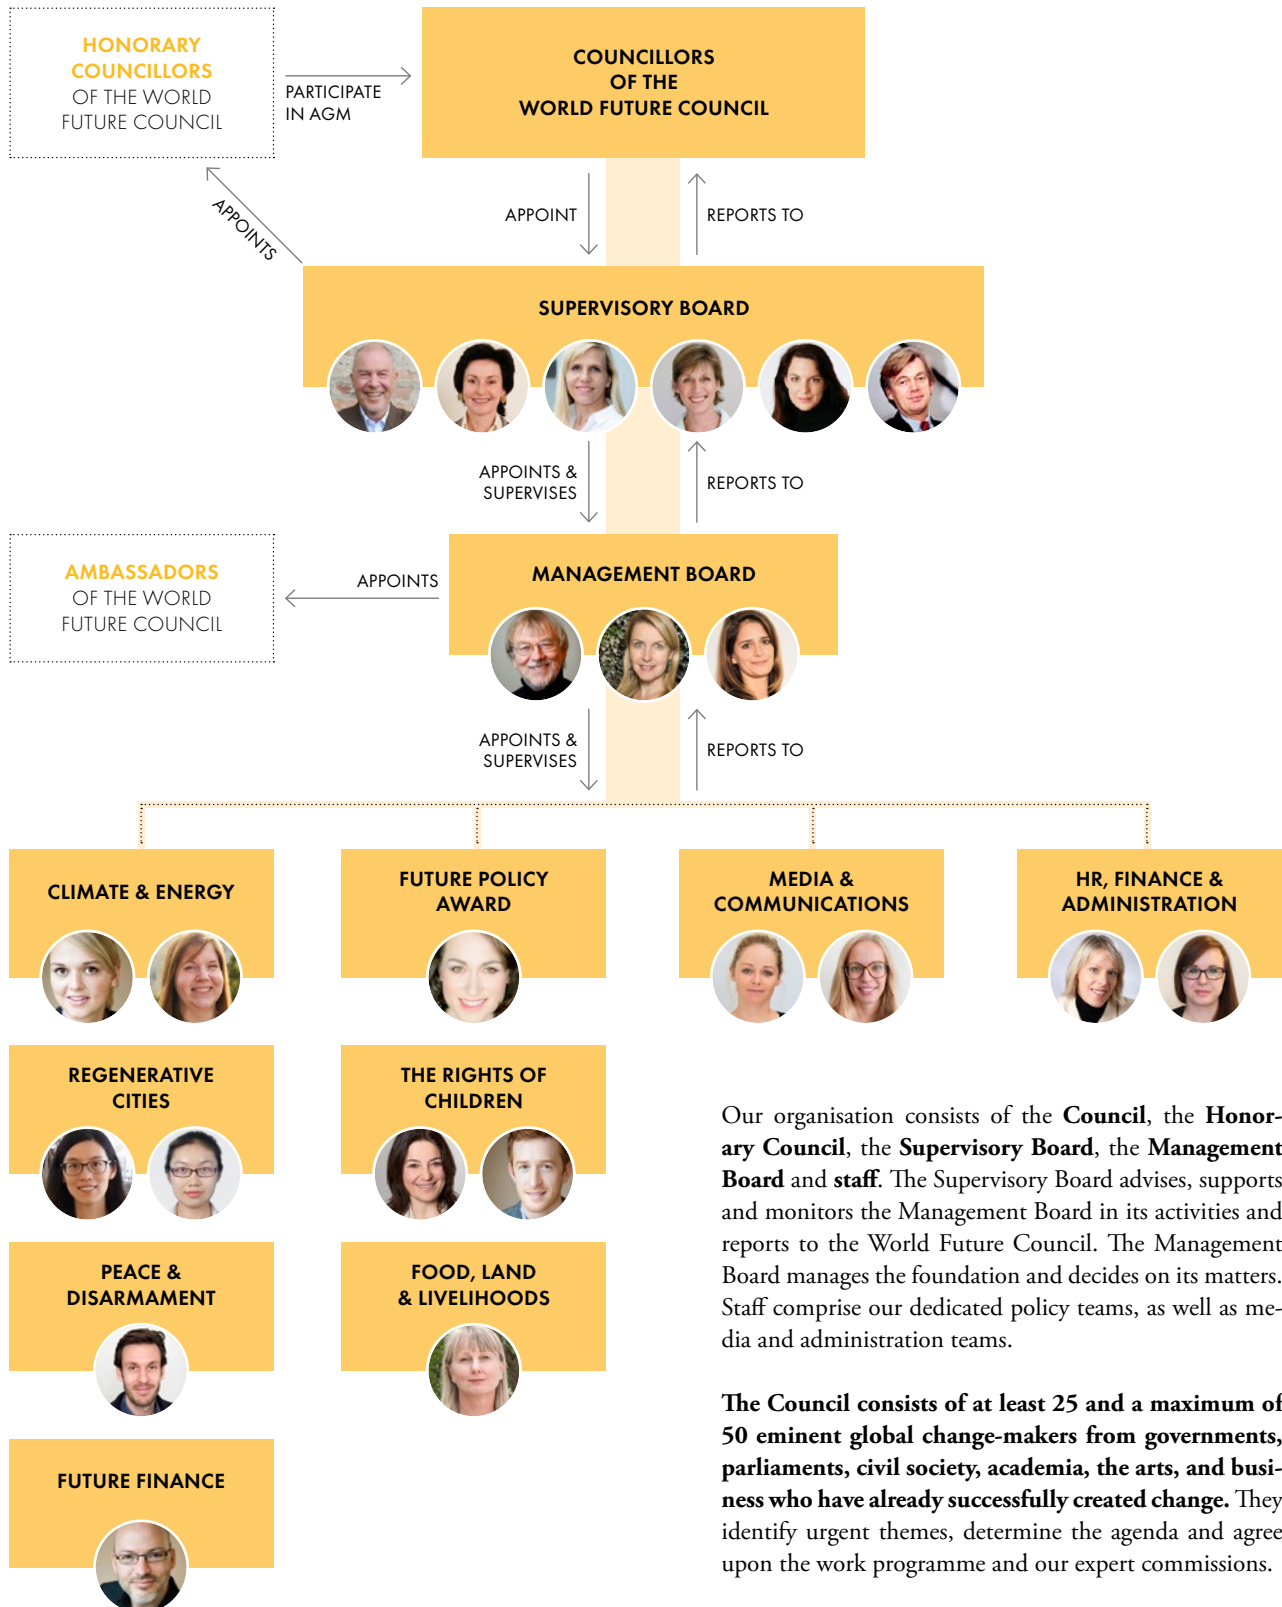 HONORARY
COUNCILLORS
OF THE WORLD
FUTURE COUNCIL
PARTICIPATE
IN AGM
COUNCILLORS
OF THE
WORLD FUTURE COUNCIL
APPOINTS
APPOINT
REPORTS TO
SUPERVISORY BOARD
APPOINTS &
SUPERVISES
REPORTS TO
AMBASSADORS
OF THE WORLD
FUTURE COUNCIL
APPOINTS
MANAGEMENT BOARD
APPOINTS &
SUPERVISES
REPORTS TO
CLIMATE & ENERGY
FUTURE POLICY
AWARD
MEDIA &
COMMUNICATIONS
HR, FINANCE &
ADMINISTRATION
REGENERATIVE
CITIES
THE RIGHTS OF
CHILDREN
PEACE &
DISARMAMENT
FOOD, LAND
& LIVELIHOODS
FUTURE FINANCE
Our organisation consists of the Council, the Honor-
ary Council, the Supervisory Board, the Management
Board and staff. The Supervisory Board advises, supports
and monitors the Management Board in its activities and
reports to the World Future Council. The Management
Board manages the foundation and decides on its matters.
Staff comprise our dedicated policy teams, as well as me-
dia and administration teams.
The Council consists of at least 25 and a maximum of
50 eminent global change-makers from governments,
parliaments, civil society, academia, the arts, and busi-
ness who have already successfully created change. They
identify urgent themes, determine the agenda and agree
upon the work programme and our expert commissions.